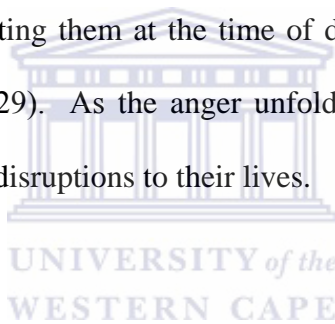 ting them at the time of d
29). As the anger unfold
disruptions to their lives.
UNIVERSITY of the
WESTERN CAPE